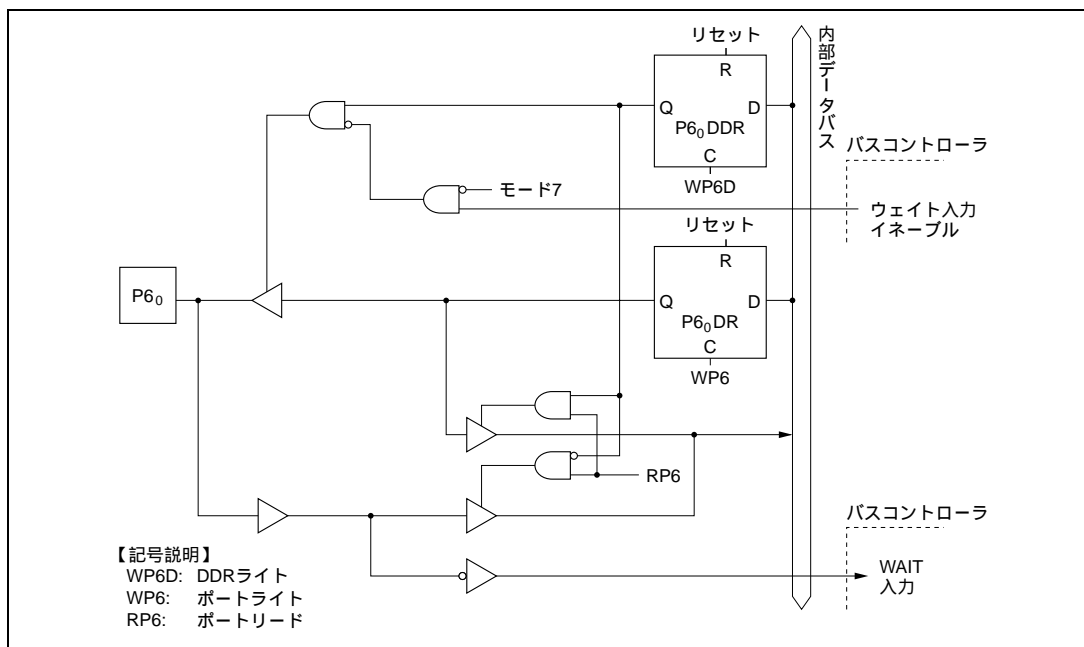 リセット
R
Q
D
P6₀DDR
C
WP6D
内部データバス
バスコントローラ
モード7
ウェイト入力
イネーブル
リセット
R
Q
D
P6₀DR
C
WP6
P6₀
RP6
バスコントローラ
WAIT
入力
【記号説明】
WP6D: DDRライト
WP6: ポートライト
RP6: ポートリード